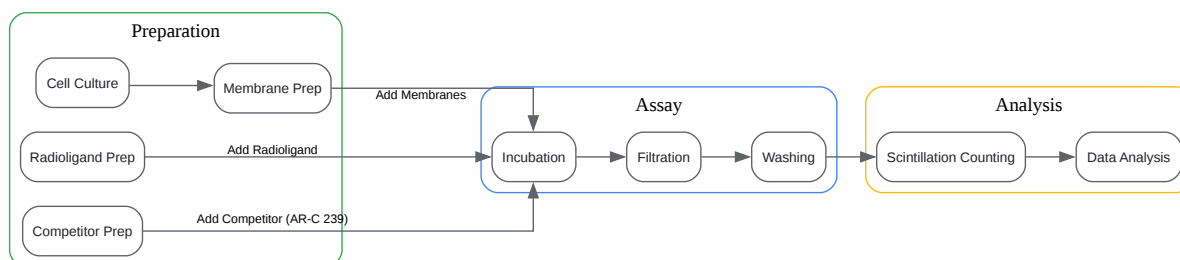 Preparation
Cell Culture
Membrane Prep
Add Membranes
Radioligand Prep
Add Radioligand
Competitor Prep
Add Competitor (AR-C 239)
Assay
Incubation
Filtration
Washing
Analysis
Scintillation Counting
Data Analysis